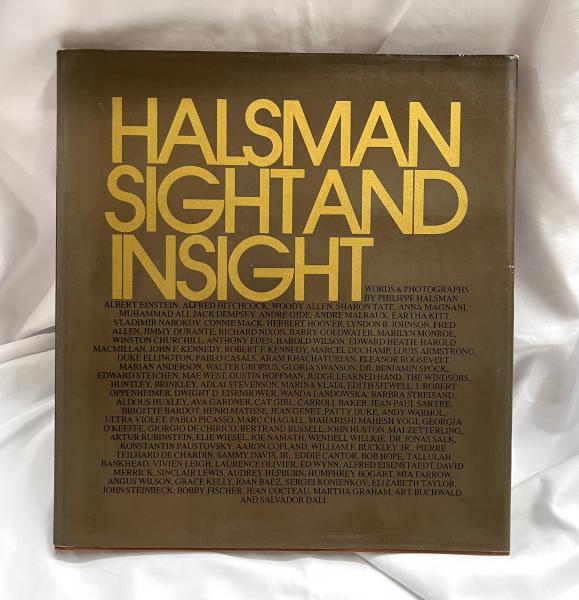 HALSMAN
SIGHT AND
INSIGHT
WORDS & PHOTOGRAPHS
BY PHILIPPE HALSMAN
ALBERT EINSTEIN, ALFRED HITCHCOCK, WOODY ALLEN, SHARON TATE, ANNA MAGNANI,
MUHAMMAD ALI, JACK DEMPSEY, ANDRE GIDE, ANDRE MALRAUX, EARTHA KITT,
VLADIMIR NABOKOV, CONNIE MACK, HERBERT HOOVER, LYNDON B. JOHNSON, FRED
ALLEN, JIMMY DURANTE, RICHARD NIXON, BARRY GOLDWATER, MARILYN MONROE,
WINSTON CHURCHILL, ANTHONY EDEN, HAROLD WILSON, EDWARD HEATH, HAROLD
MACMILLAN, JOHN F. KENNEDY, ROBERT F. KENNEDY, MARCEL DUCHAMP, LOUIS ARMSTRONG,
DUKE ELLINGTON, PABLO CASALS, ARAM KHACHATURIAN, ELEANOR ROOSEVELT,
MARIAN ANDERSON, WALTER GROPIUS, GLORIA SWANSON, DR. BENJAMIN SPOCK,
EDWARD STEICHEN, MAE WEST, DUSTIN HOFFMAN, JUDGE LEARNED HAND, THE WINDSORS,
HUNTLEY, BRINKLEY, ADLAI STEVENSON, MARINA VLADI, EDITH SITWELL, J. ROBERT
OPPENHEIMER, DWIGHT D. EISENHOWER, WANDA LANDOWSKA, BARBRA STREISAND,
ALDOUS HUXLEY, AVA GARDNER, CAT GIRL, CARROLL BAKER, JEAN-PAUL SARTRE,
BRIGITTE BARDOT, HENRI MATISSE, JEAN GENET, PATTY DUKE, ANDY WARHOL,
ULTRA VIOLET, PABLO PICASSO, MARC CHAGALL, MAHARISHI MAHESH YOGI, GEORGIA
O'KEEFFE, GIORGIO DE CHIRICO, BERTRAND RUSSELL, JOHN HUSTON, MAI ZETTERLING,
ARTUR RUBINSTEIN, ELIE WIESEL, JOE NAMATH, WENDELL WILLKIE, DR. JONAS SALK,
KONSTANTIN PAUSTOVSKY, AARON COPLAND, WILLIAM F. BUCKLEY, JR., PIERRE
TEILHARD DE CHARDIN, SAMMY DAVIS, JR., EDDIE CANTOR, BOB HOPE, TALLULAH
BANKHEAD, VIVIEN LEIGH, LAURENCE OLIVIER, ED WYNN, ALFRED EISENSTAEDT, DAVID
MERRICK, SINCLAIR LEWIS, AUDREY HEPBURN, HUMPHREY BOGART, MIA FARROW,
ANGUS WILSON, GRACE KELLY, JOAN BAEZ, SERGEI KONIENKOV, ELIZABETH TAYLOR,
JOHN STEINBECK, BOBBY FISCHER, JEAN COCTEAU, MARTHA GRAHAM, ART BUCHWALD
AND SALVADOR DALI